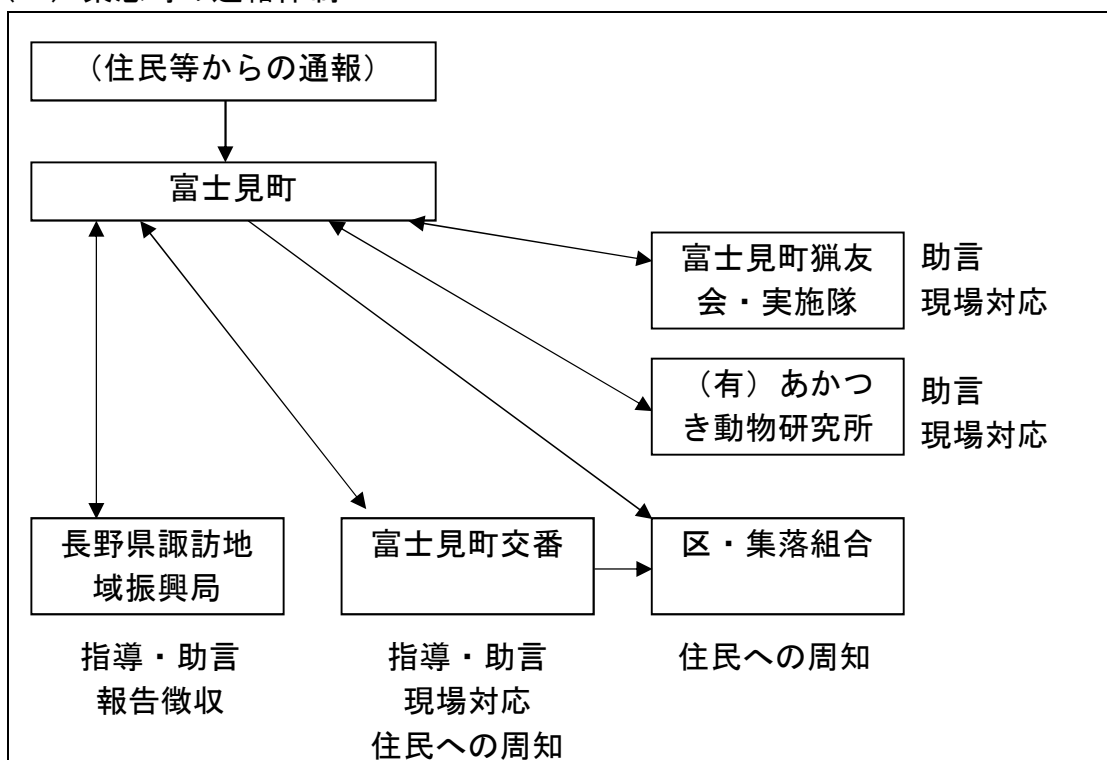 （住民等からの通報）
富士見町
富士見町猟友
会・実施隊
助言
現場対応
（有）あかつ
き動物研究所
助言
現場対応
長野県諏訪地
域振興局
富士見町交番
区・集落組合
指導・助言
報告徴収
指導・助言
現場対応
住民への周知
住民への周知